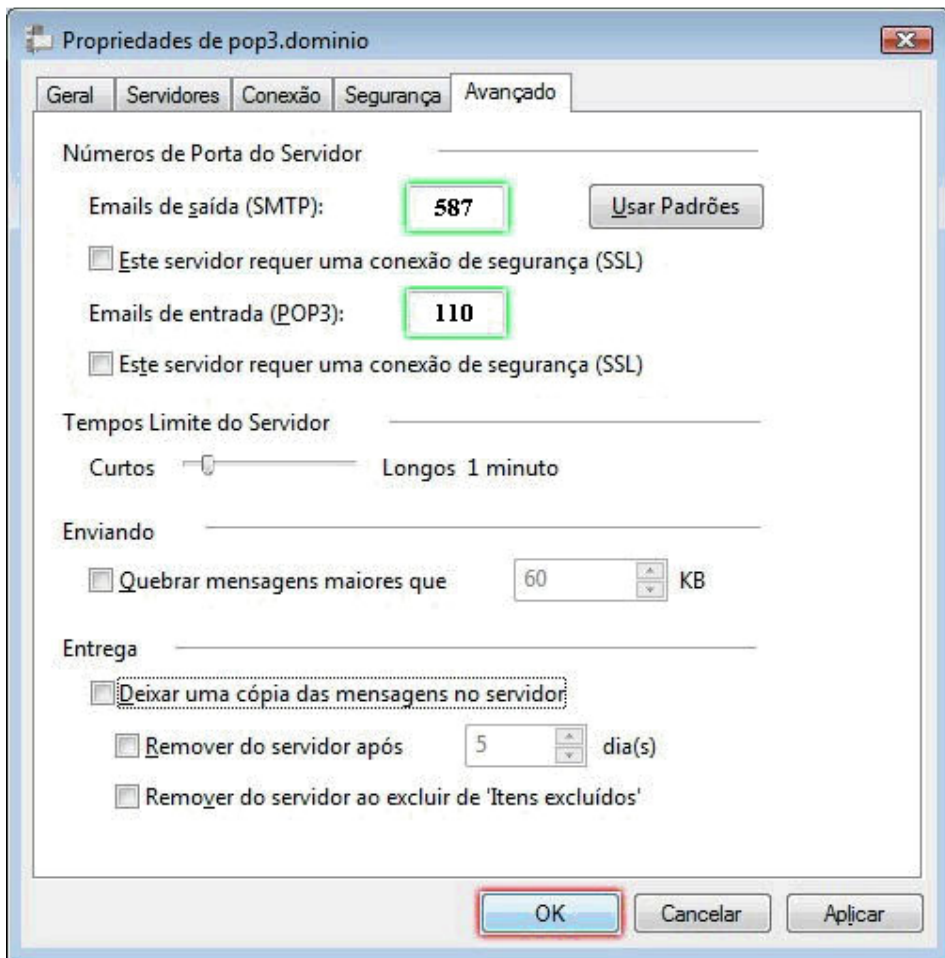 Propriedades de pop3.dominio
Geral Servidores Conexão Segurança Avançado
Números de Porta do Servidor
Emails de saída (SMTP): 587 Usar Padrões
Este servidor requer uma conexão de segurança (SSL)
Emails de entrada (POP3): 110
Este servidor requer uma conexão de segurança (SSL)
Tempos Limite do Servidor
Curtos Longos 1 minuto
Enviando
Quebrar mensagens maiores que 60 KB
Entrega
Deixar uma cópia das mensagens no servidor
Remover do servidor após 5 dia(s)
Remover do servidor ao excluir de 'Itens excluídos'
OK Cancelar Aplicar